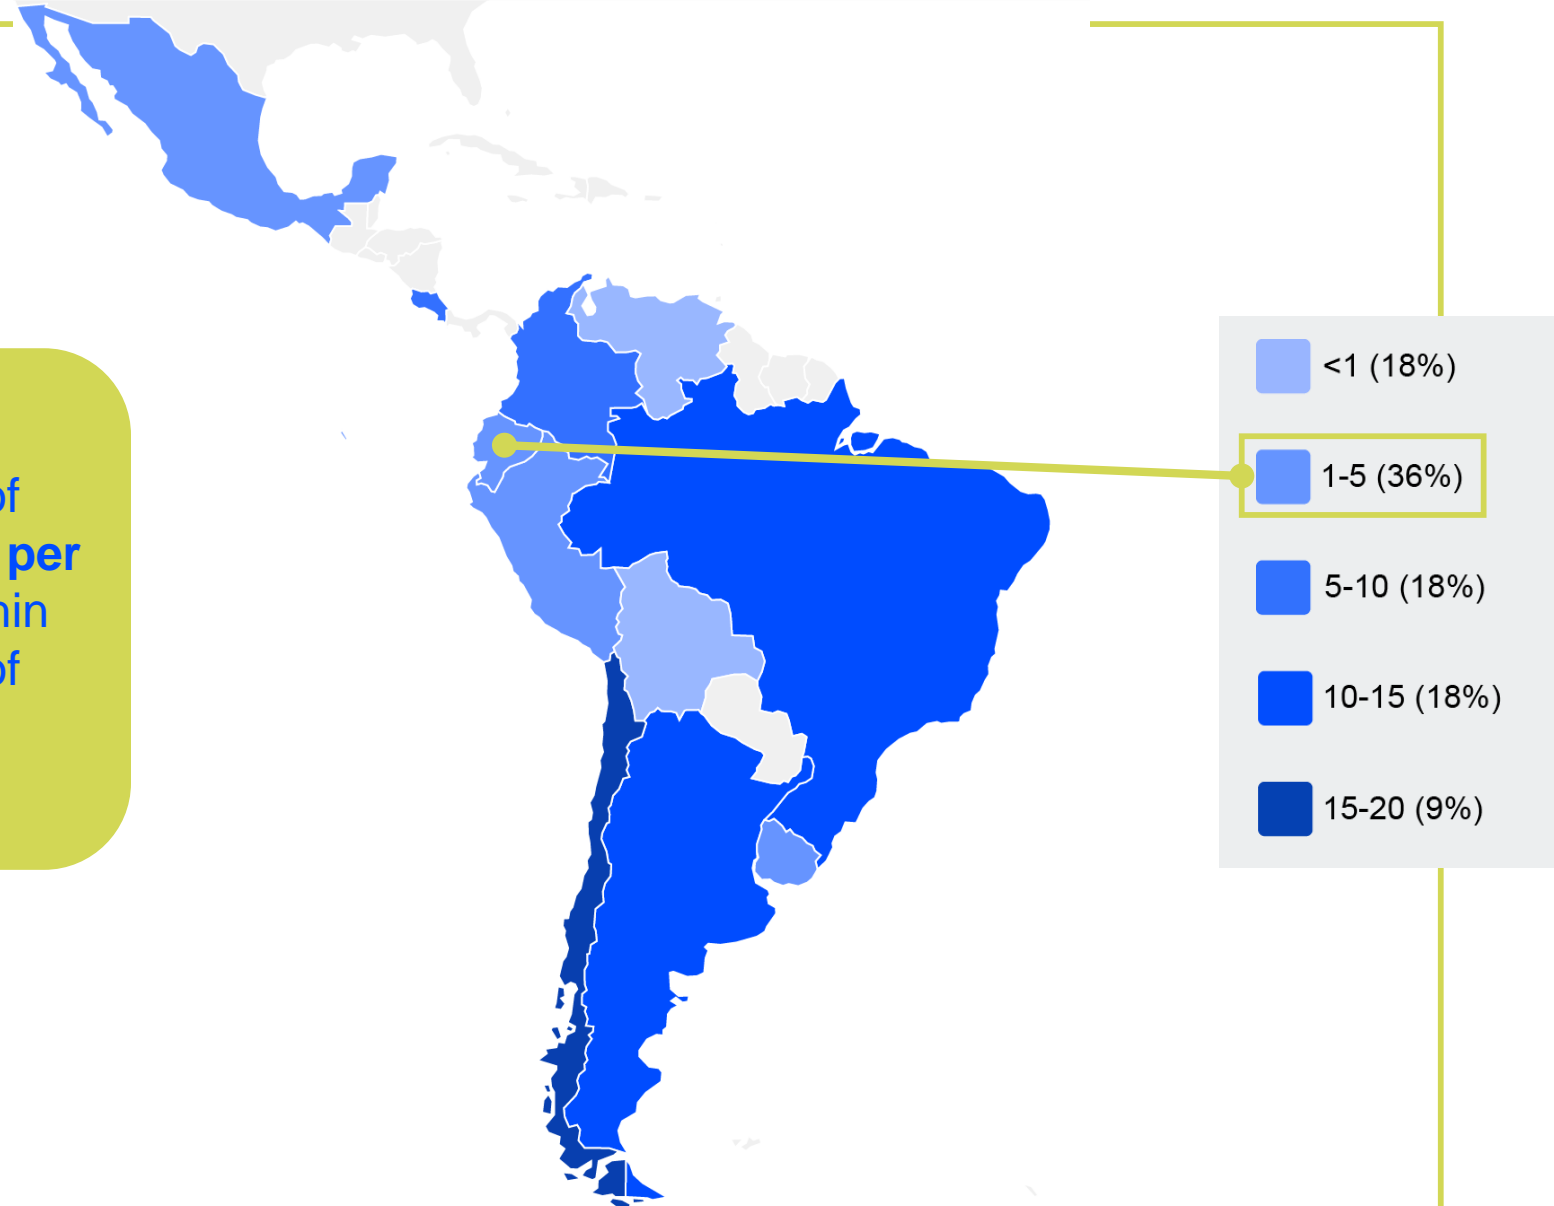 of
per
hin
of
<1 (18%)
1-5 (36%)
5-10 (18%)
10-15 (18%)
15-20 (9%)